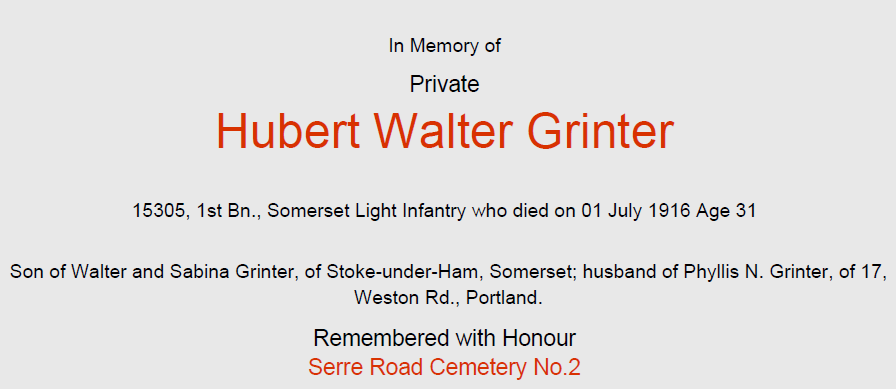 In Memory of
Private
Hubert Walter Grinter
15305, 1st Bn., Somerset Light Infantry who died on 01 July 1916 Age 31
Son of Walter and Sabina Grinter, of Stoke-under-Ham, Somerset; husband of Phyllis N. Grinter, of 17,
Weston Rd., Portland.
Remembered with Honour
Serre Road Cemetery No.2